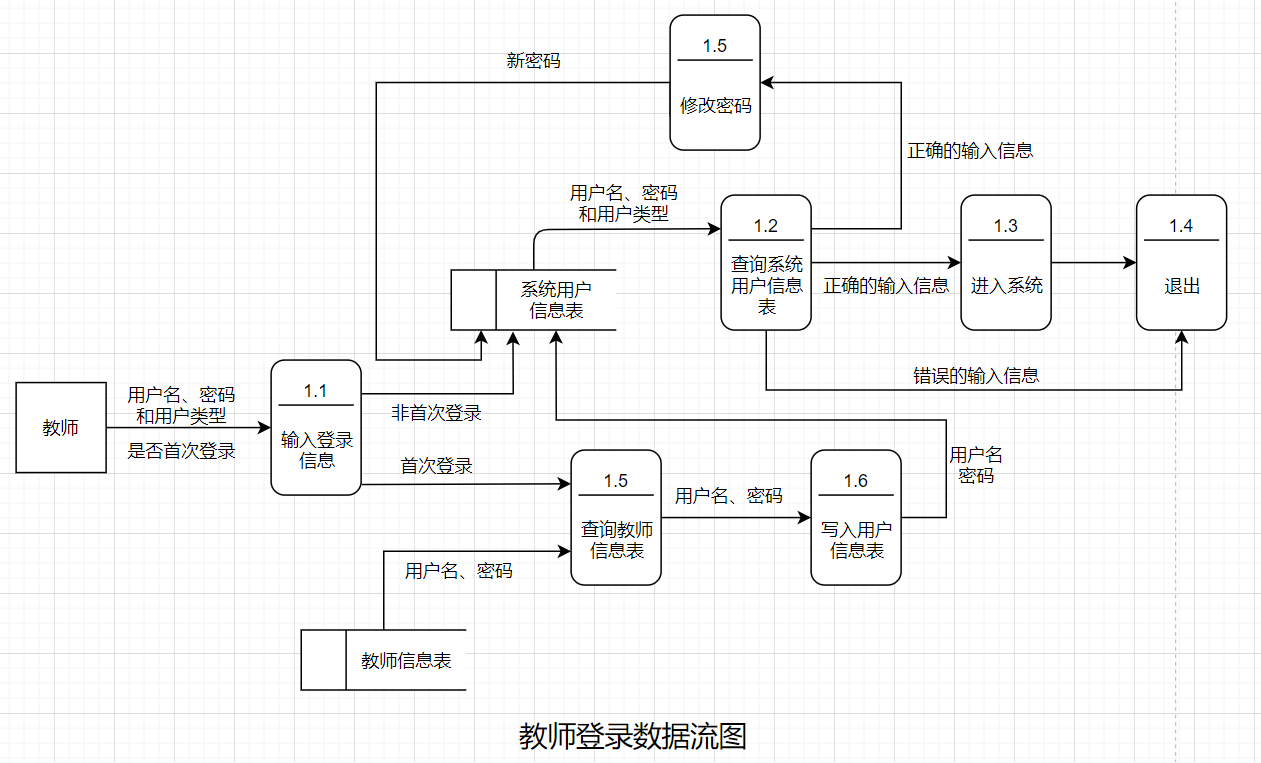 1.5
修改密码
新密码
正确的输入信息
用户名、密码
和用户类型
1.2
查询系统
用户信息
表
正确的输入信息
1.3
进入系统
1.4
退出
系统用户
信息表
错误的输入信息
教师
用户名、密码
和用户类型
是否首次登录
1.1
输入登录
信息
非首次登录
首次登录
1.5
查询教师
信息表
用户名、密码
1.6
写入用户
信息表
用户名
密码
用户名、密码
教师信息表
教师登录数据流图